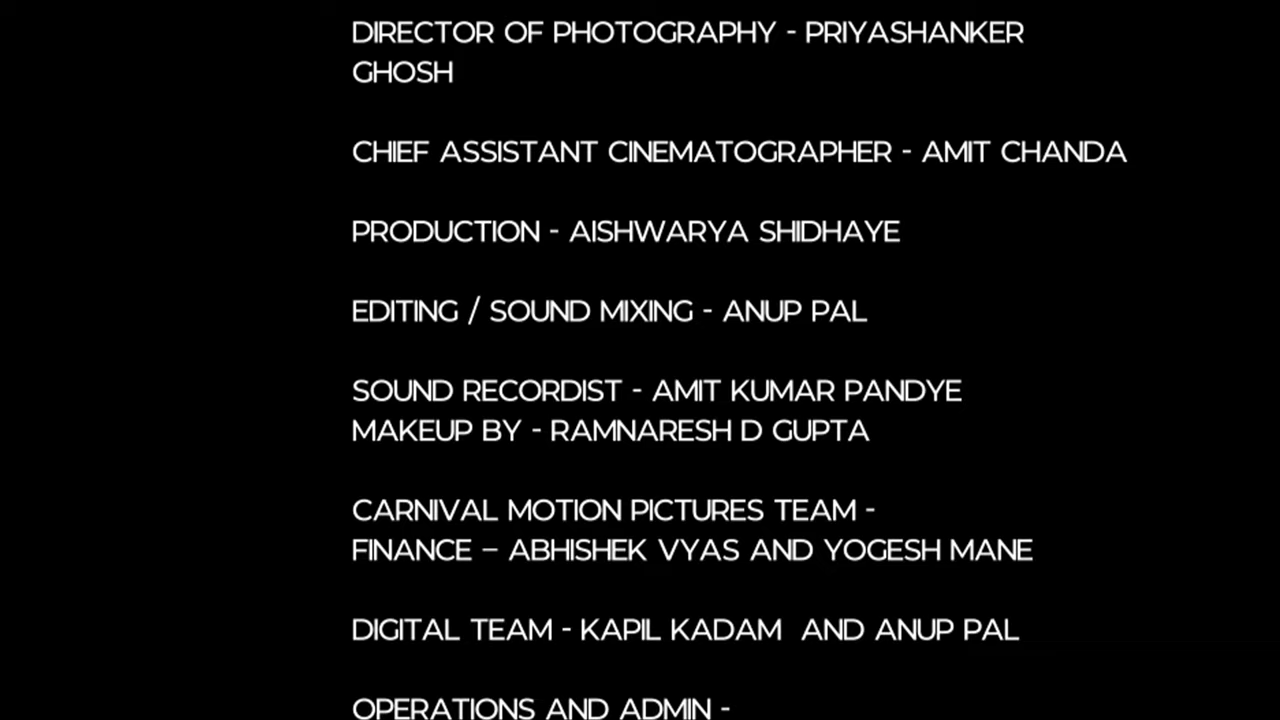 DIRECTOR OF PHOTOGRAPHY - PRIYASHANKER
GHOSH
CHIEF ASSISTANT CINEMATOGRAPHER - AMIT CHANDA
PRODUCTION - AISHWARYA SHIDHAYE
EDITING / SOUND MIXING - ANUP PAL
SOUND RECORDIST - AMIT KUMAR PANDYE
MAKEUP BY - RAMNARESH D GUPTA
CARNIVAL MOTION PICTURES TEAM -
FINANCE – ABHISHEK VYAS AND YOGESH MANE
DIGITAL TEAM - KAPIL KADAM  AND ANUP PAL
OPERATIONS AND ADMIN -